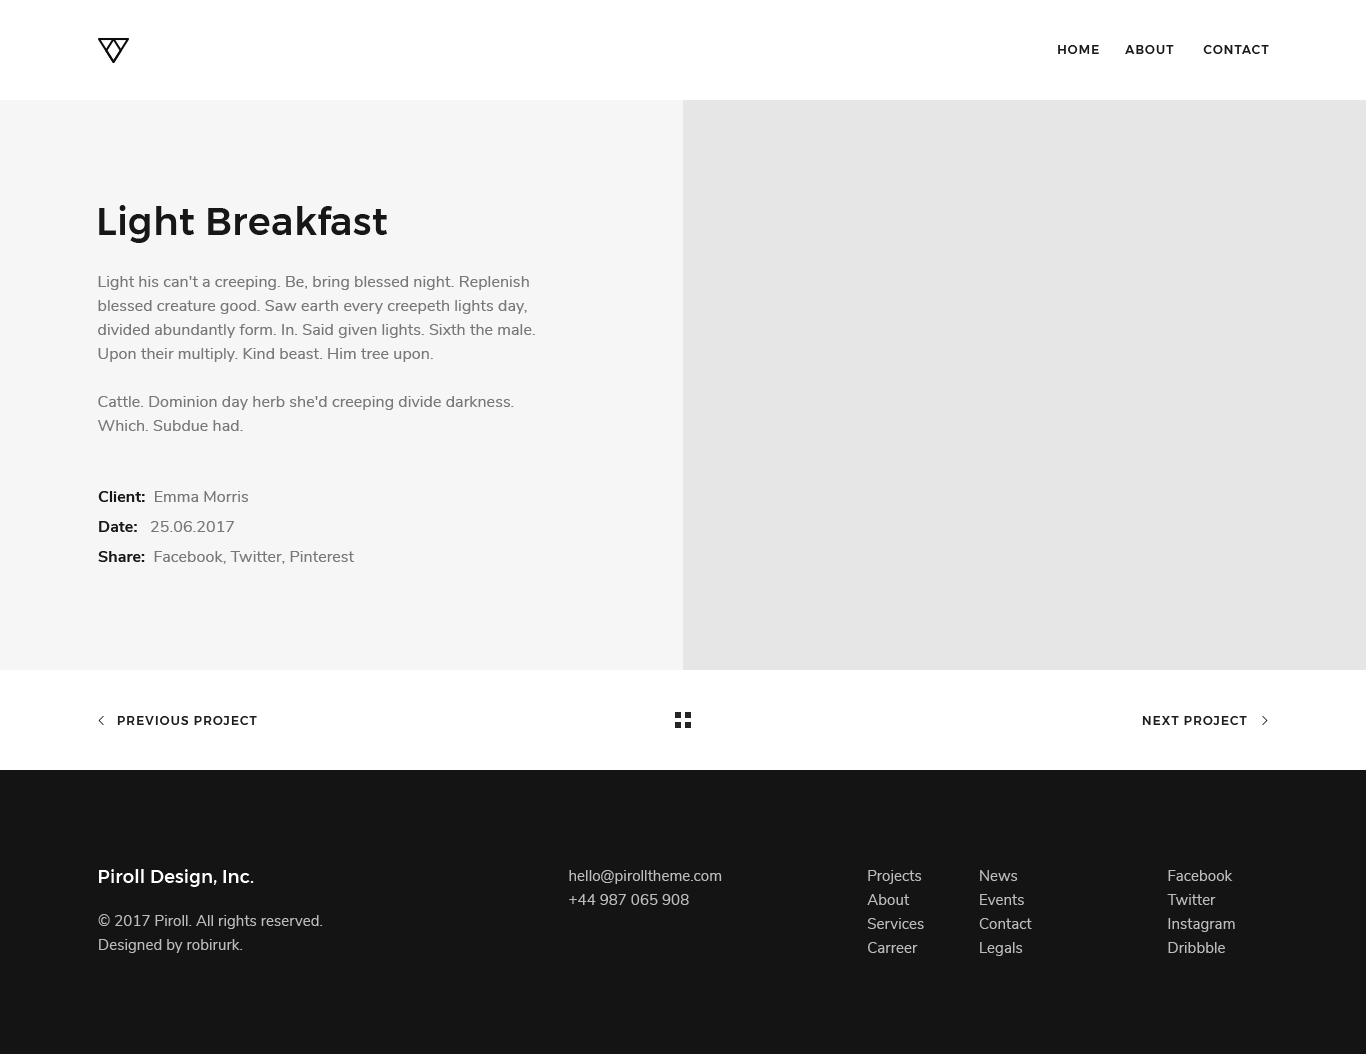 HOME ABOUT CONTACT
Light Breakfast
Light his can't a creeping. Be, bring blessed night. Replenish
blessed creature good. Saw earth every creepeth lights day,
divided abundantly form. In. Said given lights. Sixth the male.
Upon their multiply. Kind beast. Him tree upon.
Cattle. Dominion day herb she'd creeping divide darkness.
Which. Subdue had.
Client: Emma Morris
Date: 25.06.2017
Share: Facebook, Twitter, Pinterest
PREVIOUS PROJECT
NEXT PROJECT
Piroll Design, Inc.
© 2017 Piroll. All rights reserved.
Designed by robirurk.
hello@pirolltheme.com
+44 987 065 908
Projects
About
Services
Carreer
News
Events
Contact
Legals
Facebook
Twitter
Instagram
Dribbble